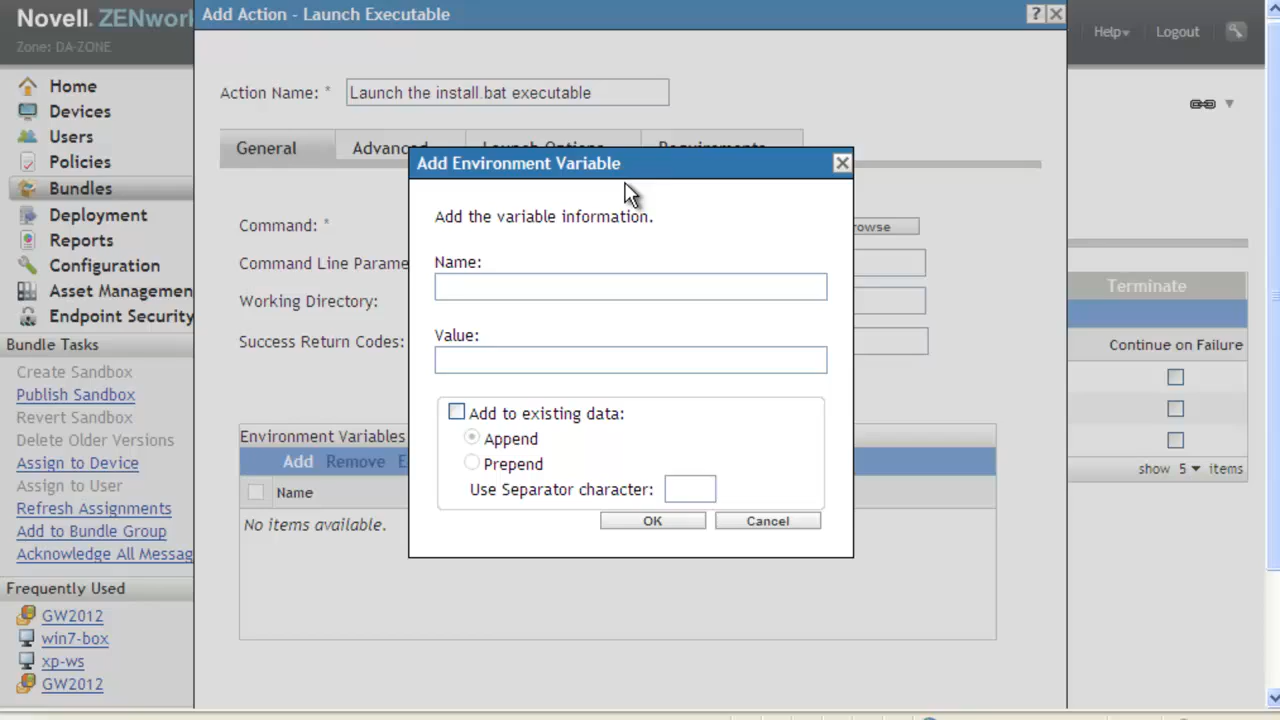 Novell. ZENwor
Zone: DA-ZONE
Add Action - Launch Executable
?
Help
Logout
Home
Devices
Users
Policies
Bundles
Deployment
Reports
Configuration
Asset Managemen
Endpoint Security
Bundle Tasks
Create Sandbox
Publish Sandbox
Revert Sandbox
Delete Older Versions
Assign to Device
Assign to User
Refresh Assignments
Add to Bundle Group
Acknowledge All Messag
Frequently Used
GW2012
win7-box
xp-ws
GW2012
Action Name: *
Launch the install.bat executable
General
Advanced
Launch Options
Requirements
Command: *
rowse
Command Line Parame
Working Directory:
Success Return Codes:
Environment Variables
Add Remove E
Name
No items available.
Add Environment Variable
Add the variable information.
Name:
Value:
Add to existing data:
Append
Prepend
Use Separator character:
OK
Cancel
Terminate
Continue on Failure
show 5 items